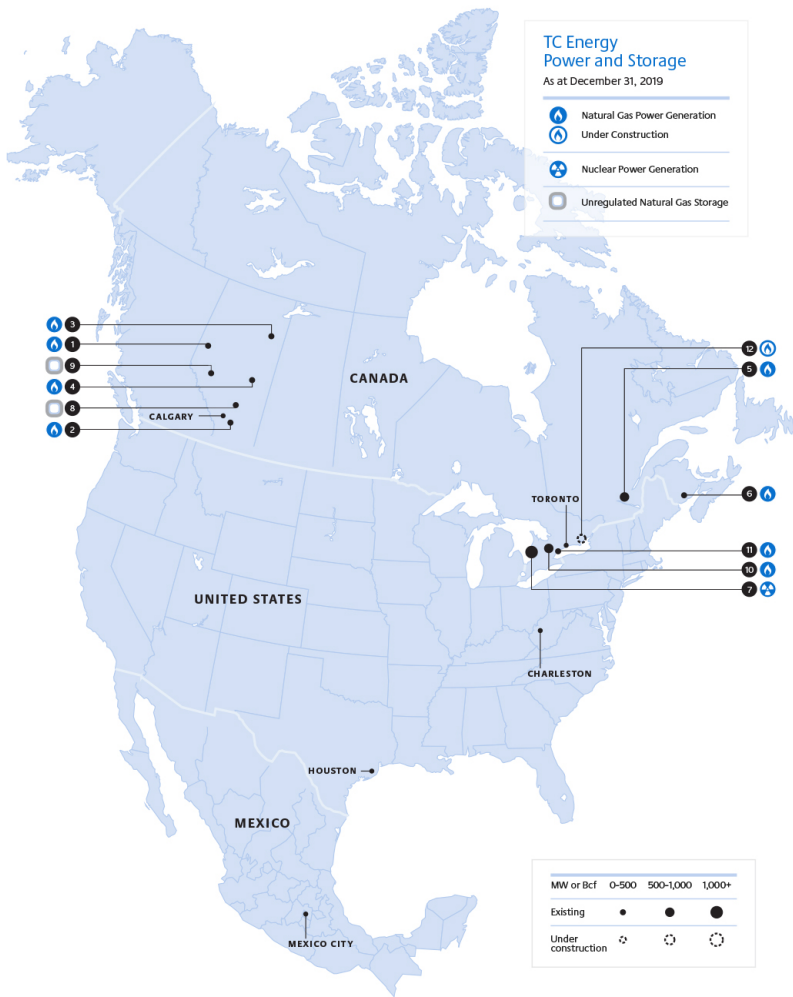 TC Energy
Power and Storage
As at December 31, 2019
Natural Gas Power Generation
Under Construction
Nuclear Power Generation
Unregulated Natural Gas Storage
3
1
9
4
8
2
CALGARY
CANADA
12
5
6
TORONTO
11
10
7
UNITED STATES
CHARLESTON
HOUSTON
MEXICO
MEXICO CITY
MW or Bcf 0-500 500-1,000 1,000+
Existing
Under
construction